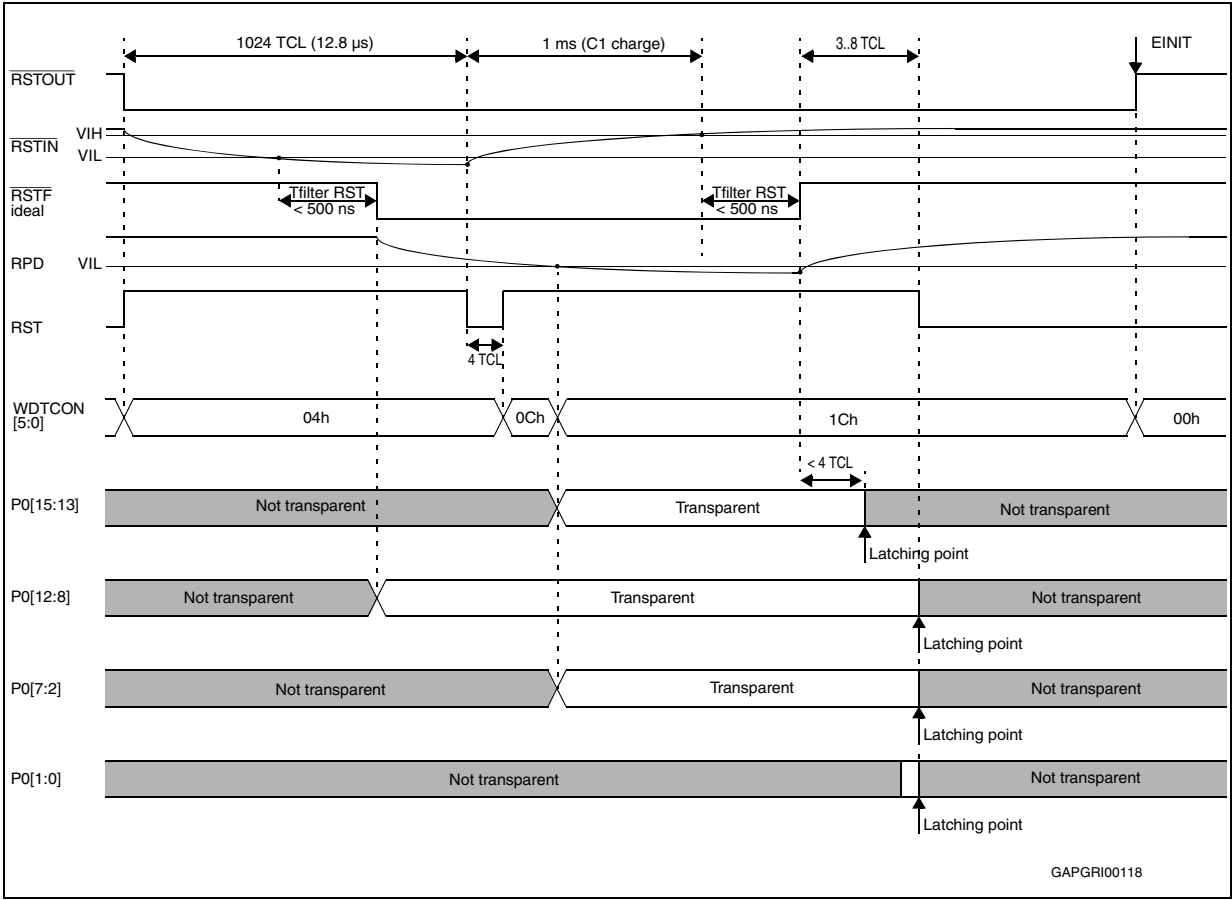 1024 TCL (12.8 µs)
1 ms (C1 charge)
3..8 TCL
EINIT
RSTOUT
RSTIN
VIH
VIL
RSTF
ideal
Tfilter RST
< 500 ns
Tfilter RST
< 500 ns
RPD
VIL
RST
4 TCL
WDTCON
[5:0]
04h
0Ch
1Ch
00h
< 4 TCL
P0[15:13]
Not transparent
Transparent
Not transparent
Latching point
P0[12:8]
Not transparent
Transparent
Not transparent
Latching point
P0[7:2]
Not transparent
Transparent
Not transparent
Latching point
P0[1:0]
Not transparent
Not transparent
Latching point
GAPGRI00118